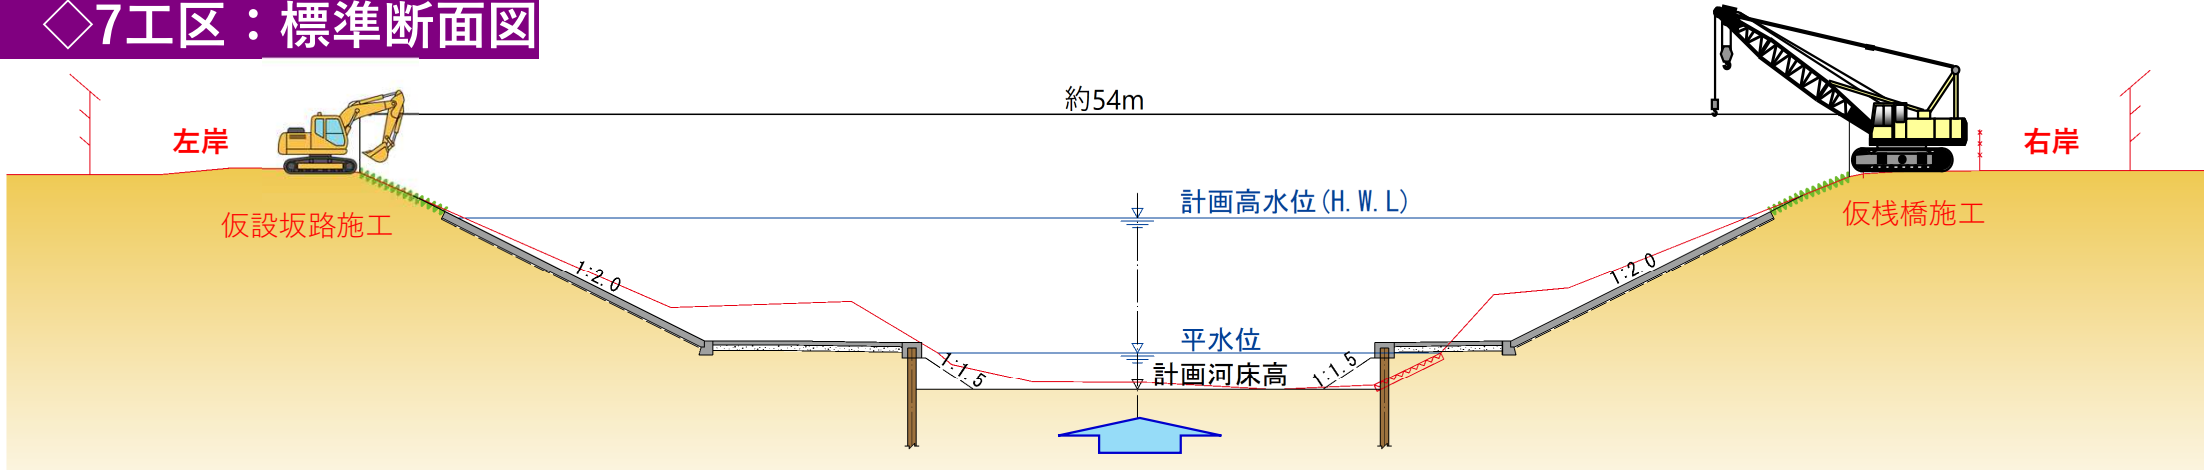 ◇7工区：標準断面図
約54m
左岸
右岸
計画高水位(H.W.L)
仮設坂路施工
仮桟橋施工
1:2.0
1:2.0
平水位
計画河床高
1:1.5
1:1.5